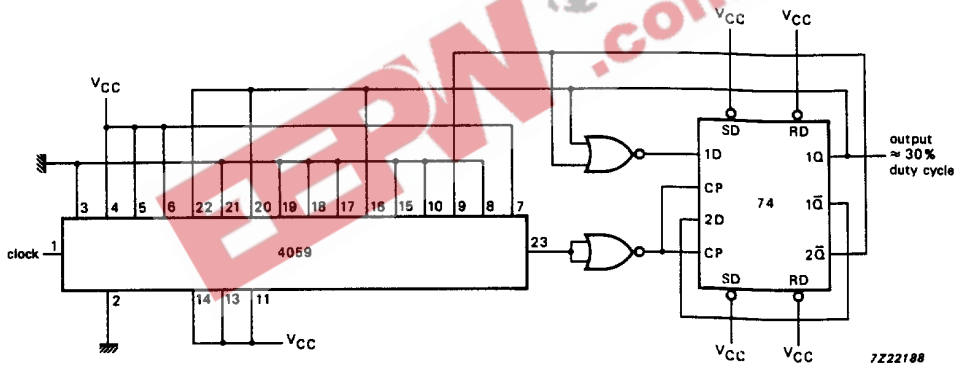 EEPW.com
VCC
VCC
VCC
SD
RD
1D
1Q
output
≈ 30%
duty cycle
CP
74
1Q̅
2D
2Q̅
CP
SD
RD
VCC
VCC
3 4 5 6 22 21 20 19 18 17 16 15 10 9 8 7
clock 1
4059
23
2
14 13 11
VCC
7Z22188